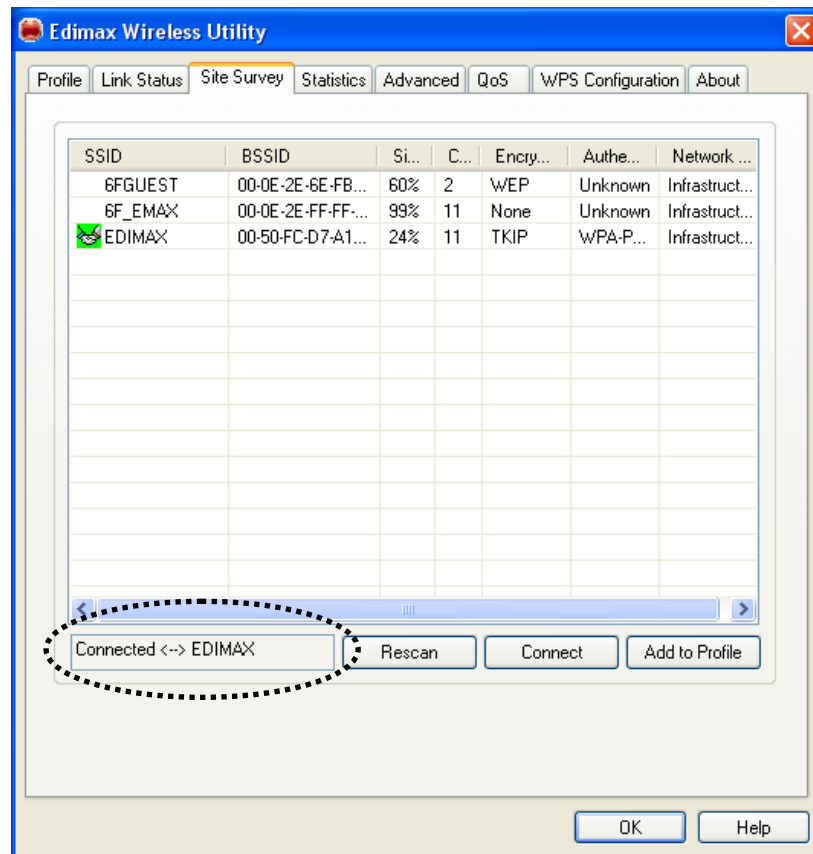 Edimax Wireless Utility
Profile Link Status Site Survey Statistics Advanced QoS WPS Configuration About
SSID BSSID Si... C... Encry... Authe... Network ...
6FGUEST 00-0E-2E-6E-FB... 60% 2 WEP Unknown Infrastruct...
6F_EMAX 00-0E-2E-FF-FF-... 99% 11 None Unknown Infrastruct...
EDIMAX 00-50-FC-D7-A1... 24% 11 TKIP WPA-P... Infrastruct...
Connected <--> EDIMAX Rescan Connect Add to Profile
OK Help